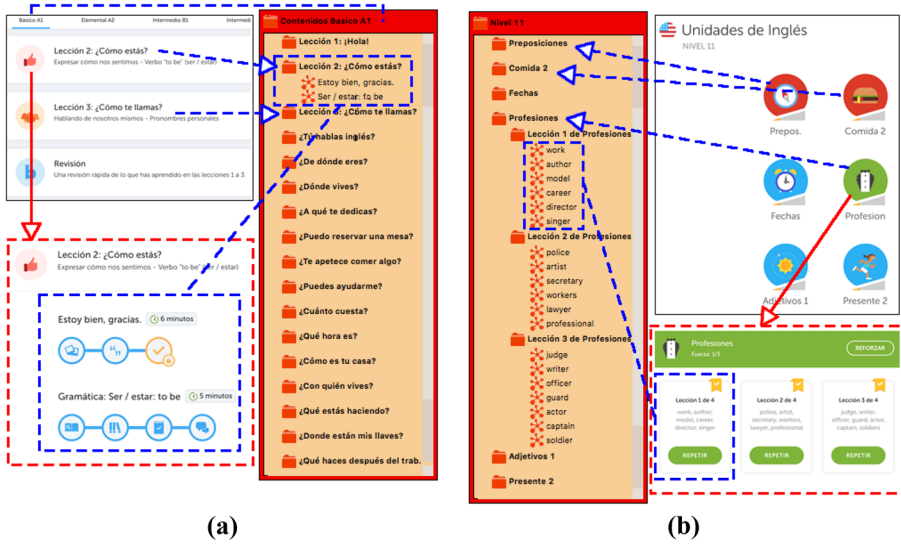 Básico A1
Elemental A2
Intermedio B1
Intermedi
Lección 2: ¿Cómo estás?
Expresar cómo nos sentimos - Verbo "to be" (ser / estar)
Lección 3: ¿Cómo te llamas?
Hablando de nosotros mismos - Pronombres personales
Revisión
Una revisión rápida de lo que has aprendido en las lecciones 1 a 3.
Lección 2: ¿Cómo estás?
Expresar cómo nos sentimos - Verbo "to be" (ser / estar)
Estoy bien, gracias.
6 minutos
Gramática: Ser / estar: to be
5 minutos
Contenidos Basico A1
Lección 1: ¡Hola!
Lección 2: ¿Cómo estás?
Estoy bien, gracias.
Ser / estar: to be
Lección 3: ¿Cómo te llamas?
¿Tú hablas inglés?
¿De dónde eres?
¿Dónde vives?
¿A qué te dedicas?
¿Puedo reservar una mesa?
¿Te apetece comer algo?
¿Puedes ayudarme?
¿Cuánto cuesta?
¿Qué hora es?
¿Cómo es tu casa?
¿Con quién vives?
¿Qué estás haciendo?
¿Donde están mis llaves?
¿Qué haces después del trab.
(a)
Nivel 11
Preposiciones
Comida 2
Fechas
Profesiones
Lección 1 de Profesiones
work
author
model
career
director
singer
Lección 2 de Profesiones
police
artist
secretary
workers
lawyer
professional
Lección 3 de Profesiones
judge
writer
officer
guard
actor
captain
soldier
Adjetivos 1
Presente 2
Unidades de Inglés
NIVEL 11
Prepos.
Comida 2
Fechas
Profesion
Adjetivos 1
Presente 2
Profesiones
Fuerza 1/5
REFORZAR
Lección 1 de 4
work, author,
model, career,
director, singer
REPETIR
Lección 2 de 4
police, artist,
secretary, workers,
lawyer, professional
REPETIR
Lección 3 de 4
judge, writer,
officer, guard, actor,
captain, soldiers
REPETIR
(b)